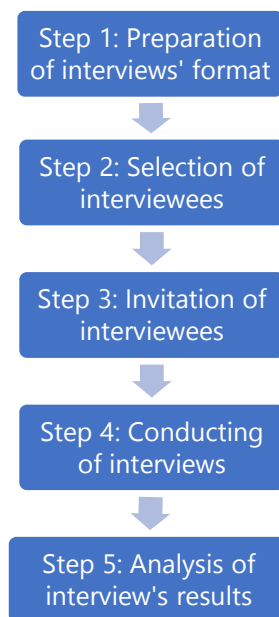 Step 1: Preparation
of interviews' format
Step 2: Selection of
interviewees
Step 3: Invitation of
interviewees
Step 4: Conducting
of interviews
Step 5: Analysis of
interview's results